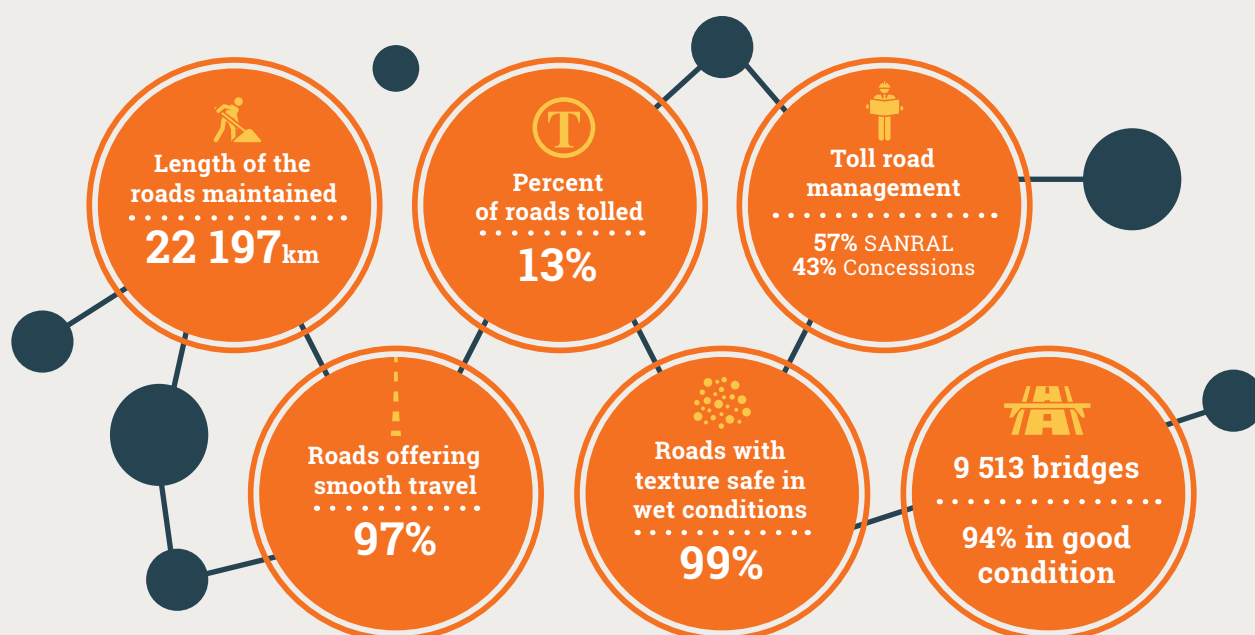 Length of the
roads maintained
22 197km
T
Percent
of roads tolled
13%
Toll road
management
57% SANRAL
43% Concessions
Roads offering
smooth travel
97%
Roads with
texture safe in
wet conditions
99%
9 513 bridges
94% in good
condition